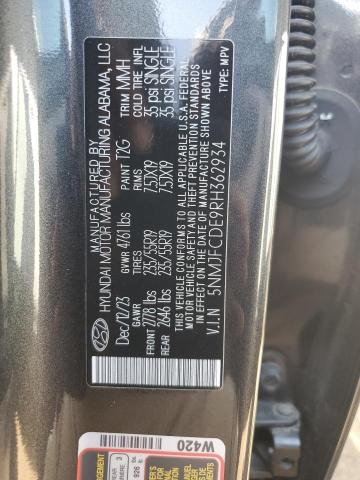 MANUFACTURED BY
HYUNDAI MOTOR MANUFACTURING ALABAMA, LLC
Dec/12/23 GVWR 4761 lbs PAINT T2G TRIM MMH
GAWR TIRES RIMS COLD TIRE INFL
FRONT 2778 lbs 235/55R19 7.5JX19 35 psi SINGLE
REAR 2646 lbs 235/55R19 7.5JX19 35 psi SINGLE
THIS VEHICLE CONFORMS TO ALL APPLICABLE U.S.A. FEDERAL
MOTOR VEHICLE SAFETY AND THEFT PREVENTION STANDARDS
IN EFFECT ON THE DATE OF MANUFACTURE SHOWN ABOVE
V.I.N 5NMJFCDE9RH362934 TYPE: MPV
W420
926